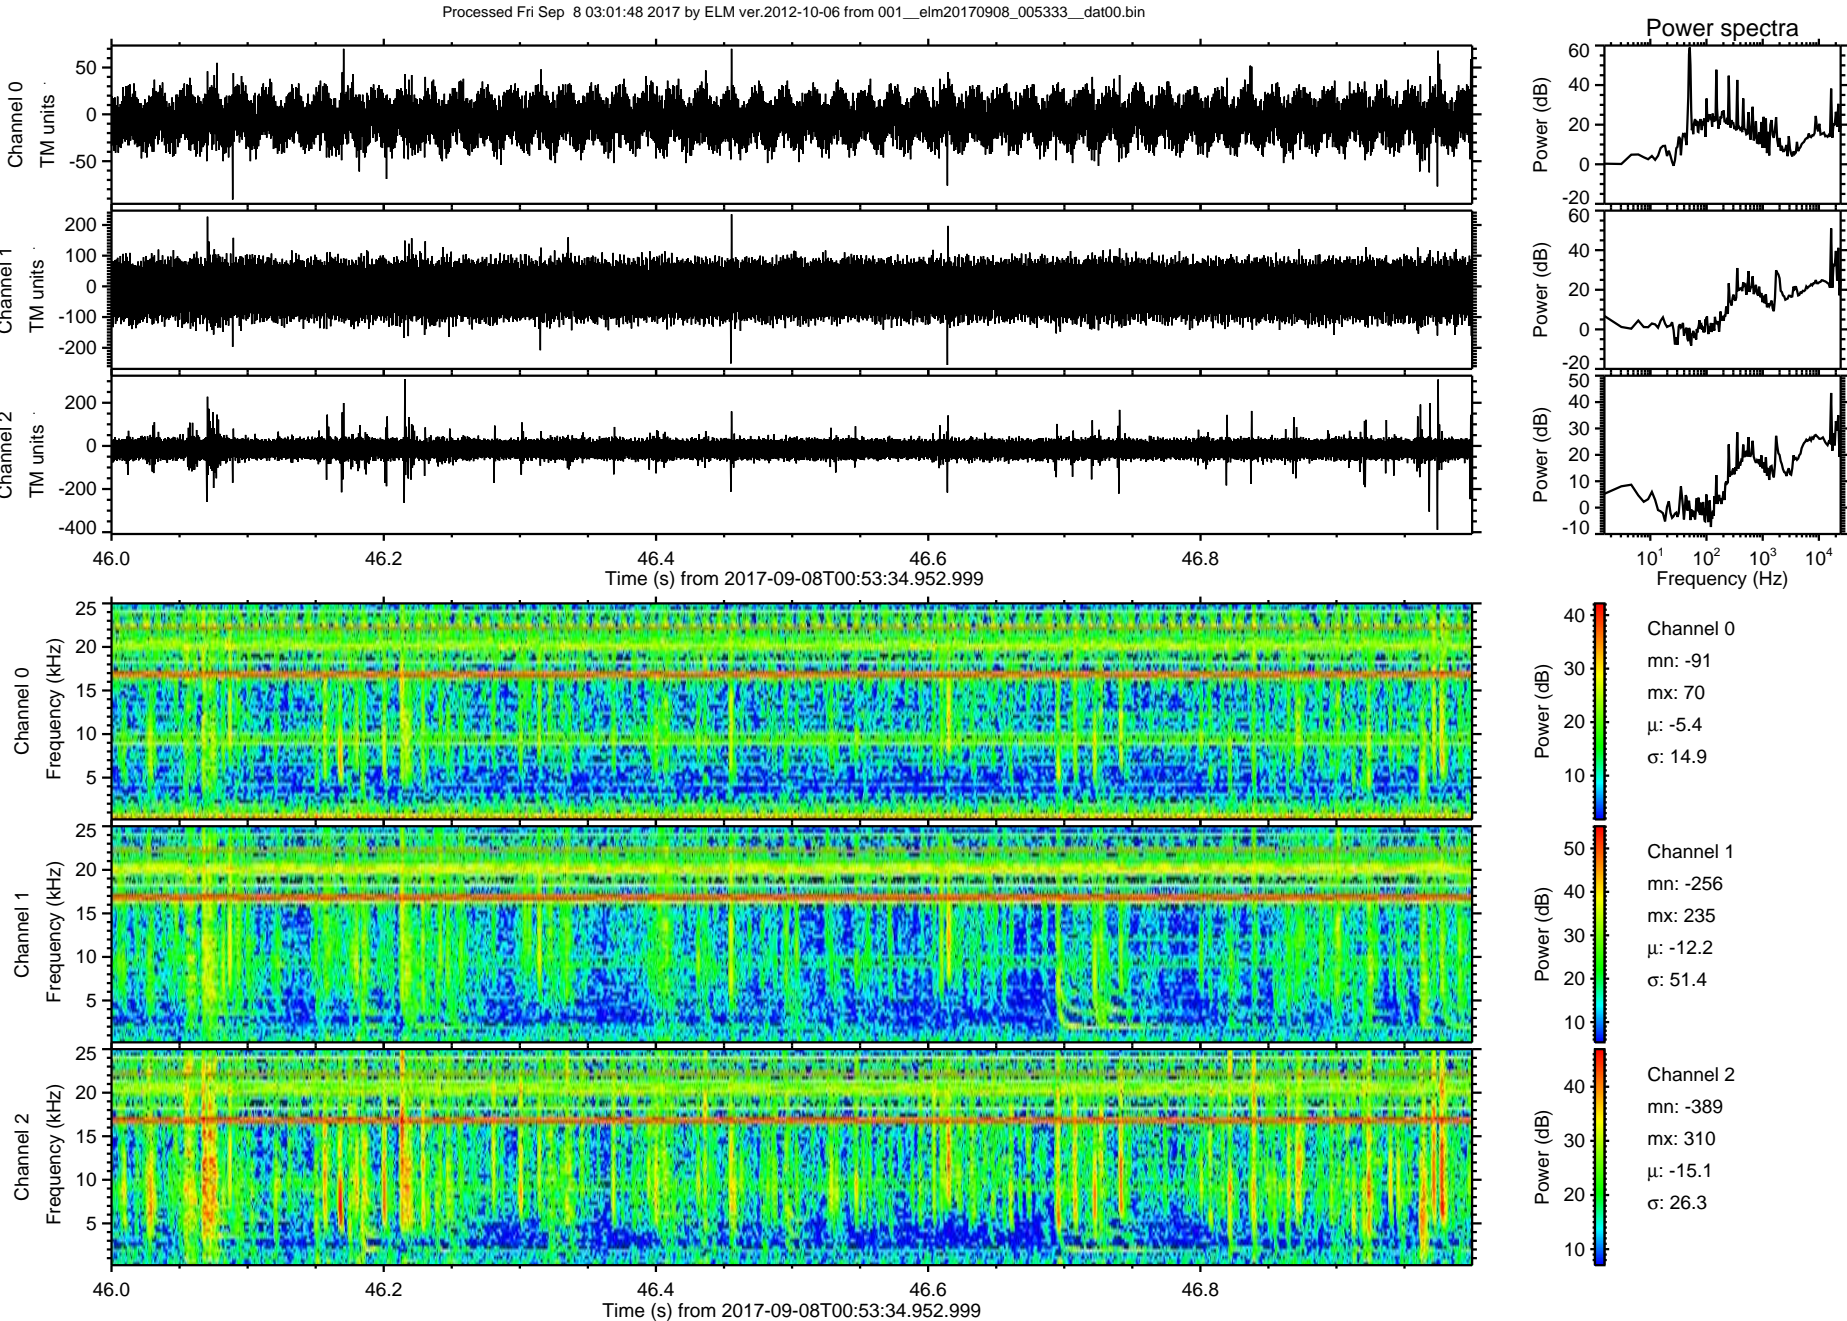 Processed Fri Sep  8 03:01:48 2017 by ELM ver.2012-10-06 from 001__elm20170908_005333__dat00.bin
Power spectra
Channel 0
TM units
50
0
-50
Power (dB)
60
40
20
0
-20
Channel 1
TM units
200
100
0
-100
-200
Power (dB)
60
40
20
0
-20
Channel 2
TM units
200
0
-200
-400
Power (dB)
50
40
30
20
10
0
-10
46.0 46.2 46.4 46.6 46.8
Time (s) from 2017-09-08T00:53:34.952.999
10^1 10^2 10^3 10^4
Frequency (Hz)
Channel 0
Frequency (kHz)
25
20
15
10
5
Power (dB)
40
30
20
10
Channel 0
mn: -91
mx: 70
μ: -5.4
σ: 14.9
Channel 1
Frequency (kHz)
25
20
15
10
5
Power (dB)
50
40
30
20
10
Channel 1
mn: -256
mx: 235
μ: -12.2
σ: 51.4
Channel 2
Frequency (kHz)
25
20
15
10
5
Power (dB)
40
30
20
10
Channel 2
mn: -389
mx: 310
μ: -15.1
σ: 26.3
46.0 46.2 46.4 46.6 46.8
Time (s) from 2017-09-08T00:53:34.952.999